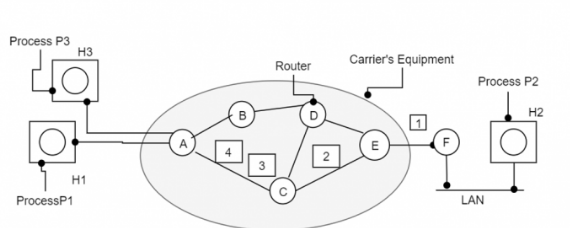 Process P3
H3
Router
Carrier's Equipment
Process P2
H2
B
D
1
A
4
3
2
E
F
C
H1
ProcessP1
LAN